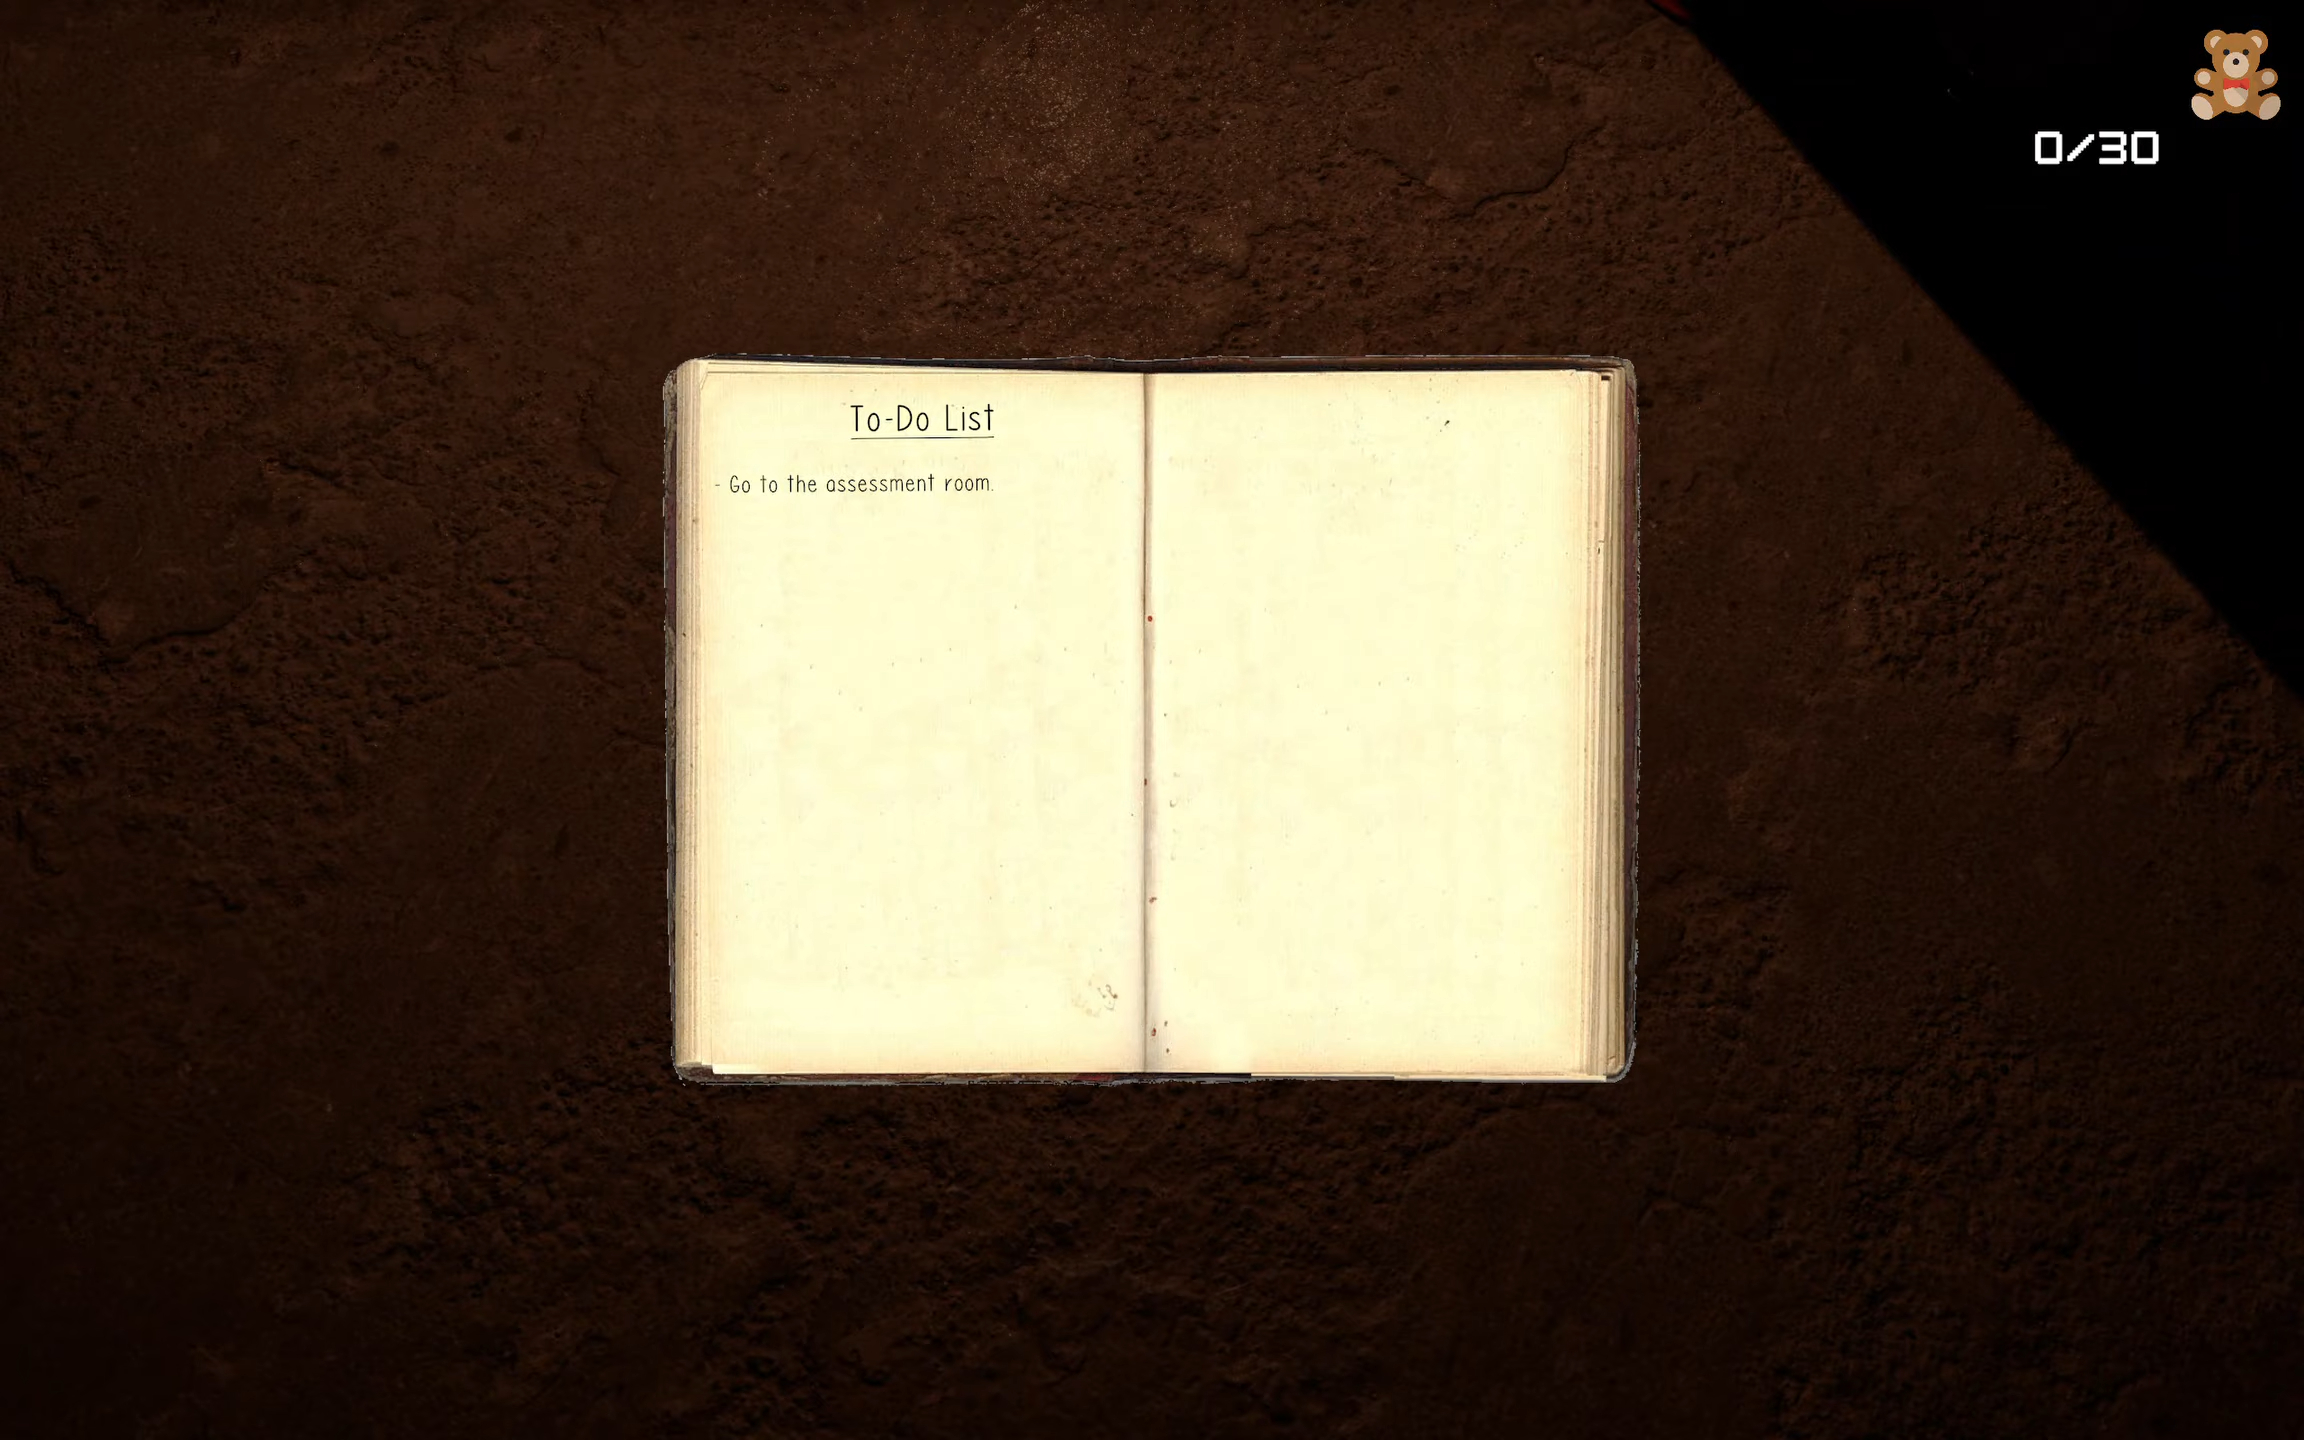 0/30
To-Do List
- Go to the assessment room.